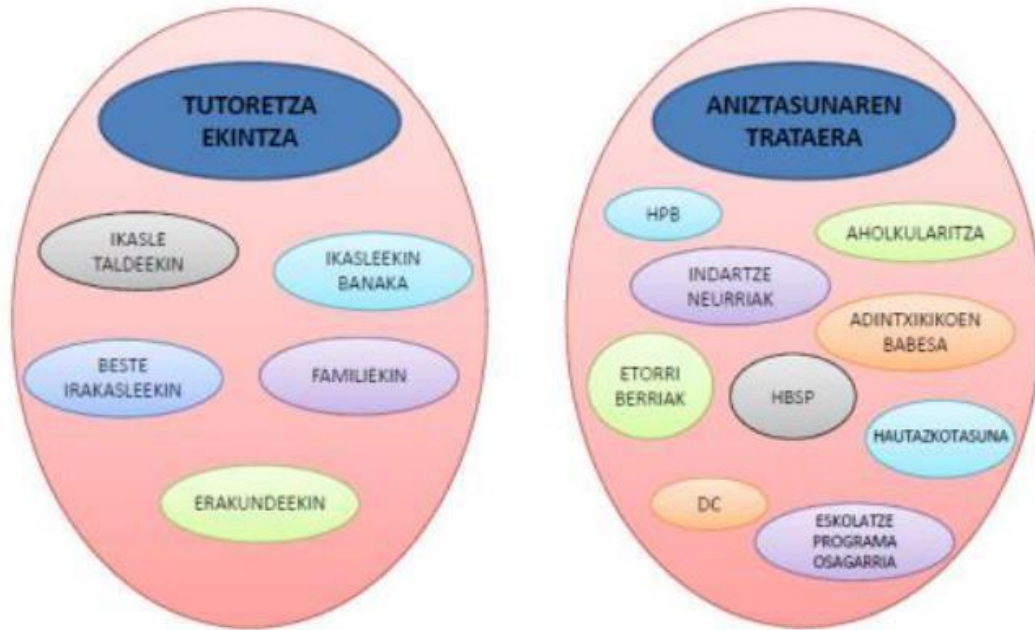 TUTORETZA
EKINTZA
IKASLE
TALDEEKIN
IKASLEEKIN
BANAKA
BESTE
IRAKASLEEKIN
FAMILIEKIN
ERAKUNDEEKIN
ANIZTASUNAREN
TRATAERA
HPB
AHOLKULARITZA
INDARTZE
NEURRIAK
ADINTXIKIKOEN
BABESA
ETORRI
BERRIAK
HBSP
HAUTAZKOTASUNA
DC
ESKOLATZE
PROGRAMA
OSAGARRIA